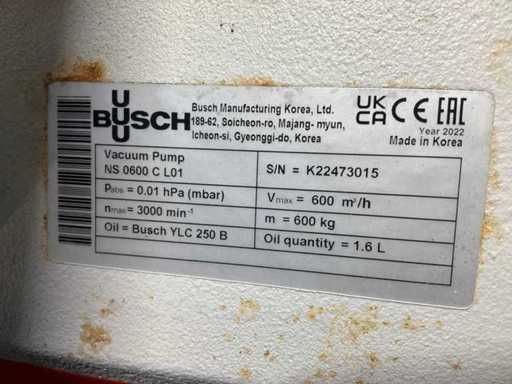 BUSCH
Busch Manufacturing Korea, Ltd.
189-62, Soicheon-ro, Majang- myun,
Icheon-si, Gyeonggi-do, Korea
UK
CA CE EAC
Year 2022
Made in Korea
Vacuum Pump
NS 0600 C L01
S/N = K22473015
Pabs = 0.01 hPa (mbar)
Vmax = 600 m³/h
nmax = 3000 min⁻¹
m = 600 kg
Oil = Busch YLC 250 B
Oil quantity = 1.6 L